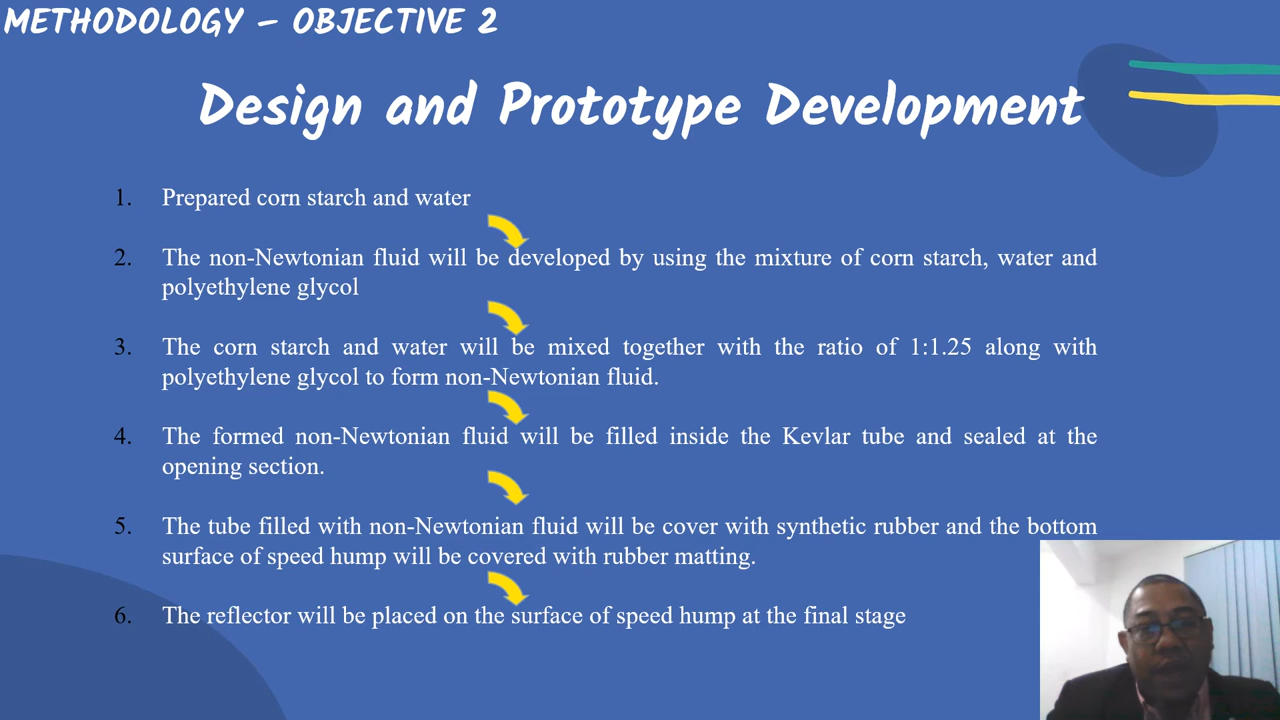 METHODOLOGY – OBJECTIVE 2
Design and Prototype Development
1. Prepared corn starch and water
2. The non-Newtonian fluid will be developed by using the mixture of corn starch, water and
polyethylene glycol
3. The corn starch and water will be mixed together with the ratio of 1:1.25 along with
polyethylene glycol to form non-Newtonian fluid.
4. The formed non-Newtonian fluid will be filled inside the Kevlar tube and sealed at the
opening section.
5. The tube filled with non-Newtonian fluid will be cover with synthetic rubber and the bottom
surface of speed hump will be covered with rubber matting.
6. The reflector will be placed on the surface of speed hump at the final stage